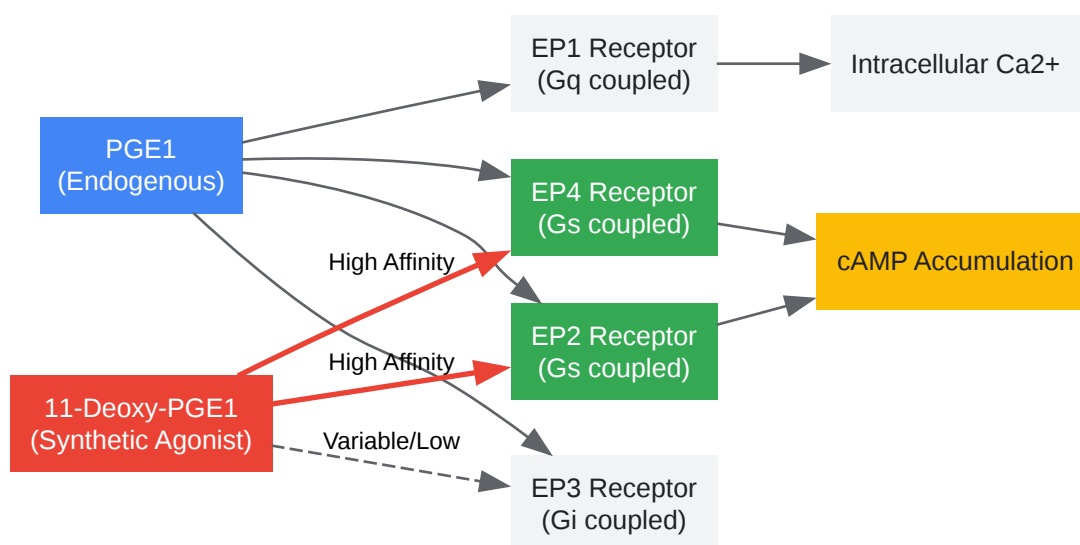 EP1 Receptor
(Gq coupled)
Intracellular Ca2+
PGE1
(Endogenous)
EP4 Receptor
(Gs coupled)
High Affinity
cAMP Accumulation
EP2 Receptor
(Gs coupled)
High Affinity
11-Deoxy-PGE1
(Synthetic Agonist)
Variable/Low
EP3 Receptor
(Gi coupled)